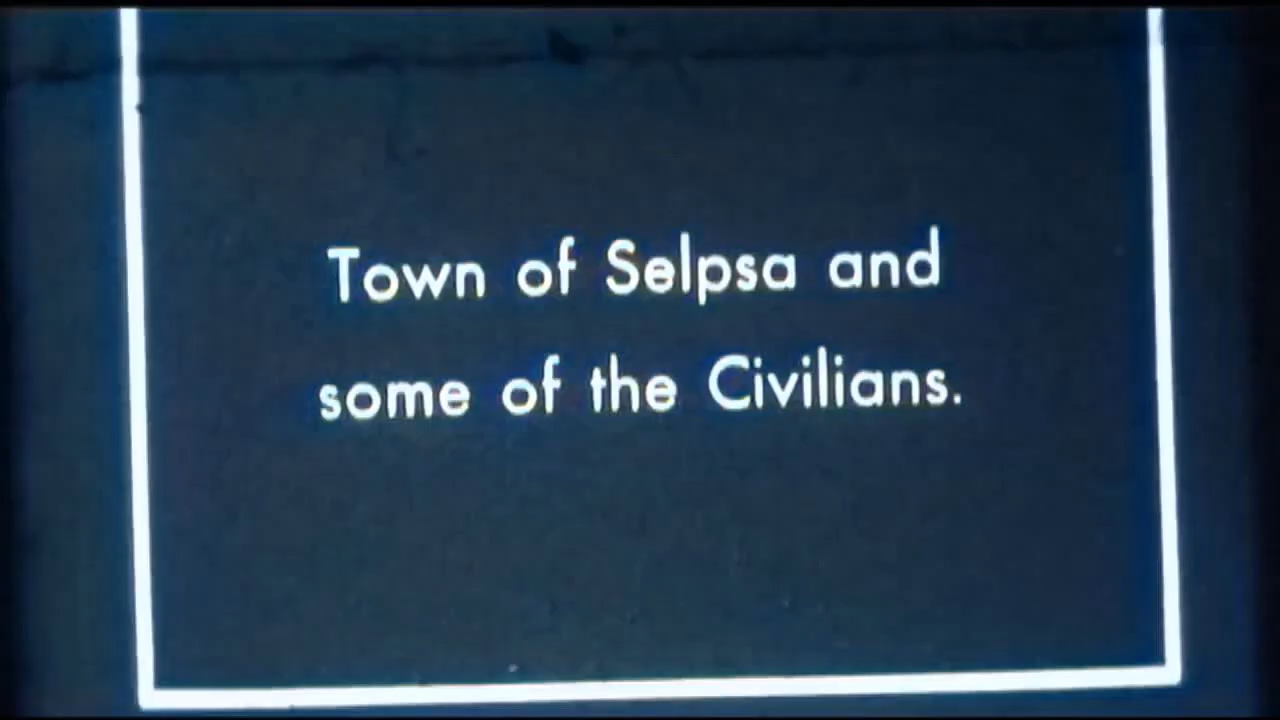 Town of Selpsa and
some of the Civilians.